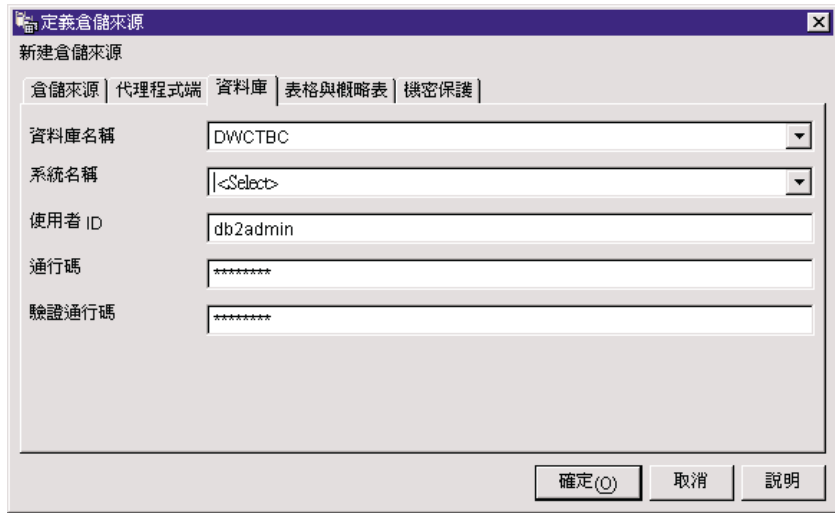 定義倉儲來源
新建倉儲來源
倉儲來源 代理程式端 資料庫 表格與概略表 機密保護
資料庫名稱 DWCTBC
系統名稱 <Select>
使用者 ID db2admin
通行碼 ********
驗證通行碼 ********
確定(O) 取消 說明